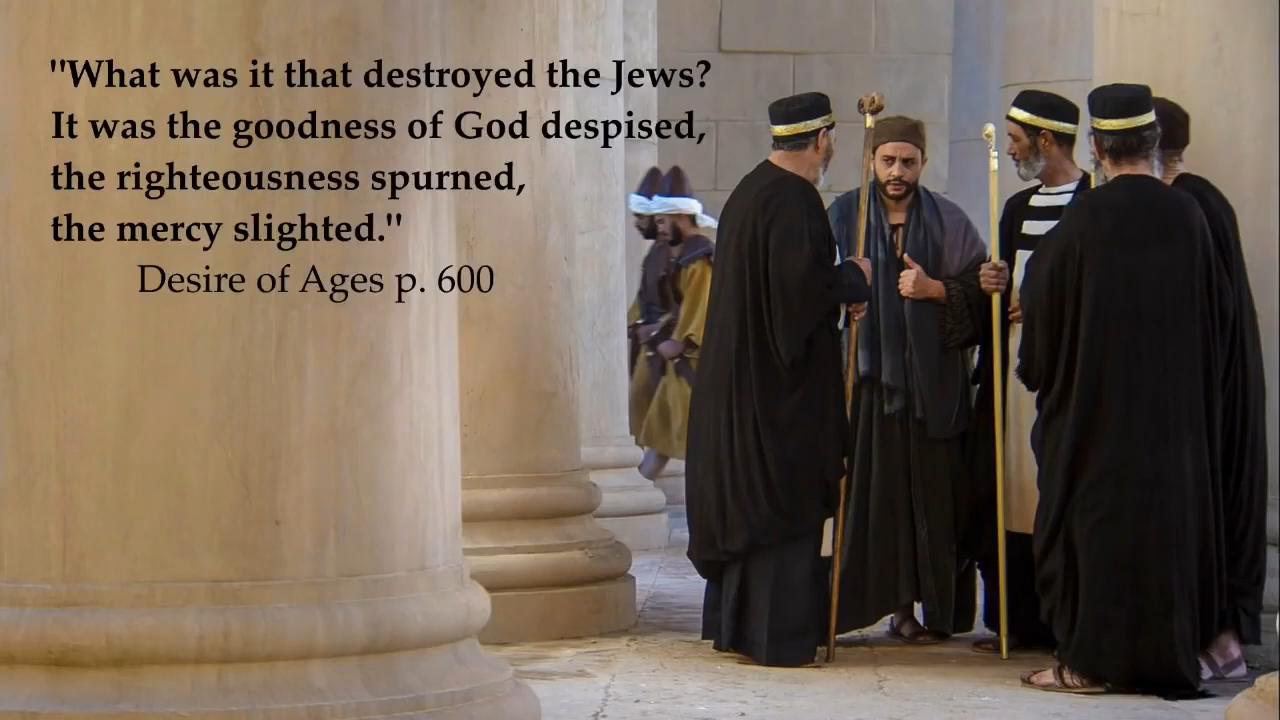 "What was it that destroyed the Jews?
It was the goodness of God despised,
the righteousness spurned,
the mercy slighted."
Desire of Ages p. 600